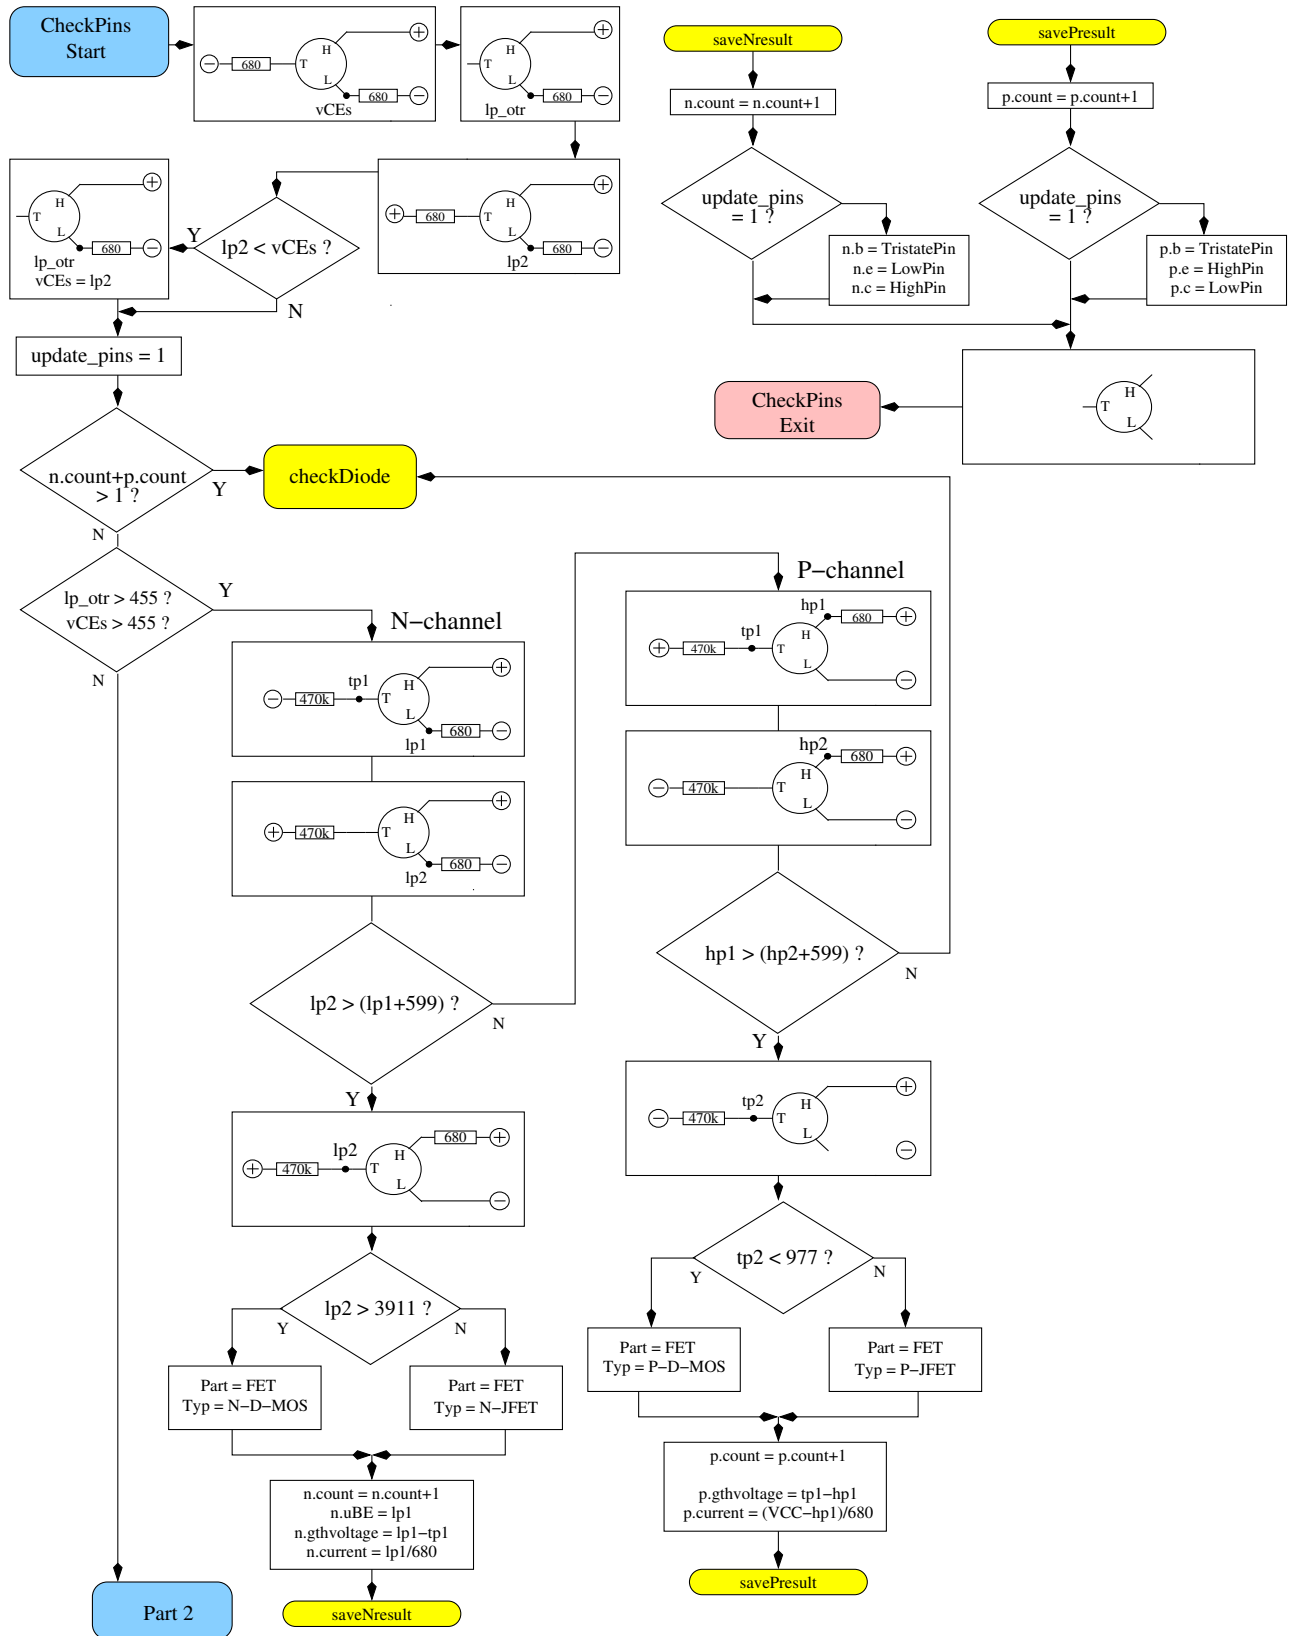 CheckPins
Start
H
T
L
680
680
vCEs
H
T
L
680
lp_otr
saveNresult
n.count = n.count+1
update_pins
= 1 ?
n.b = TristatePin
n.e = LowPin
n.c = HighPin
savePresult
p.count = p.count+1
update_pins
= 1 ?
p.b = TristatePin
p.e = HighPin
p.c = LowPin
H
T
L
CheckPins
Exit
H
T
L
680
680
lp2
lp2 < vCEs ?
Y
N
H
T
L
680
lp_otr
vCEs = lp2
update_pins = 1
n.count+p.count
> 1 ?
Y
N
checkDiode
lp_otr > 455 ?
vCEs > 455 ?
Y
N
N−channel
tp1
H
T
L
470k
680
lp1
H
T
L
470k
680
lp2
lp2 > (lp1+599) ?
N
Y
lp2
H
T
L
470k
680
lp2 > 3911 ?
Y
N
Part = FET
Typ = N−D−MOS
Part = FET
Typ = N−JFET
n.count = n.count+1
n.uBE = lp1
n.gthvoltage = lp1−tp1
n.current = lp1/680
saveNresult
P−channel
hp1
tp1
H
T
L
470k
680
hp2
H
T
L
470k
680
hp1 > (hp2+599) ?
N
Y
tp2
H
T
L
470k
tp2 < 977 ?
Y
N
Part = FET
Typ = P−D−MOS
Part = FET
Typ = P−JFET
p.count = p.count+1
p.gthvoltage = tp1−hp1
p.current = (VCC−hp1)/680
savePresult
Part 2